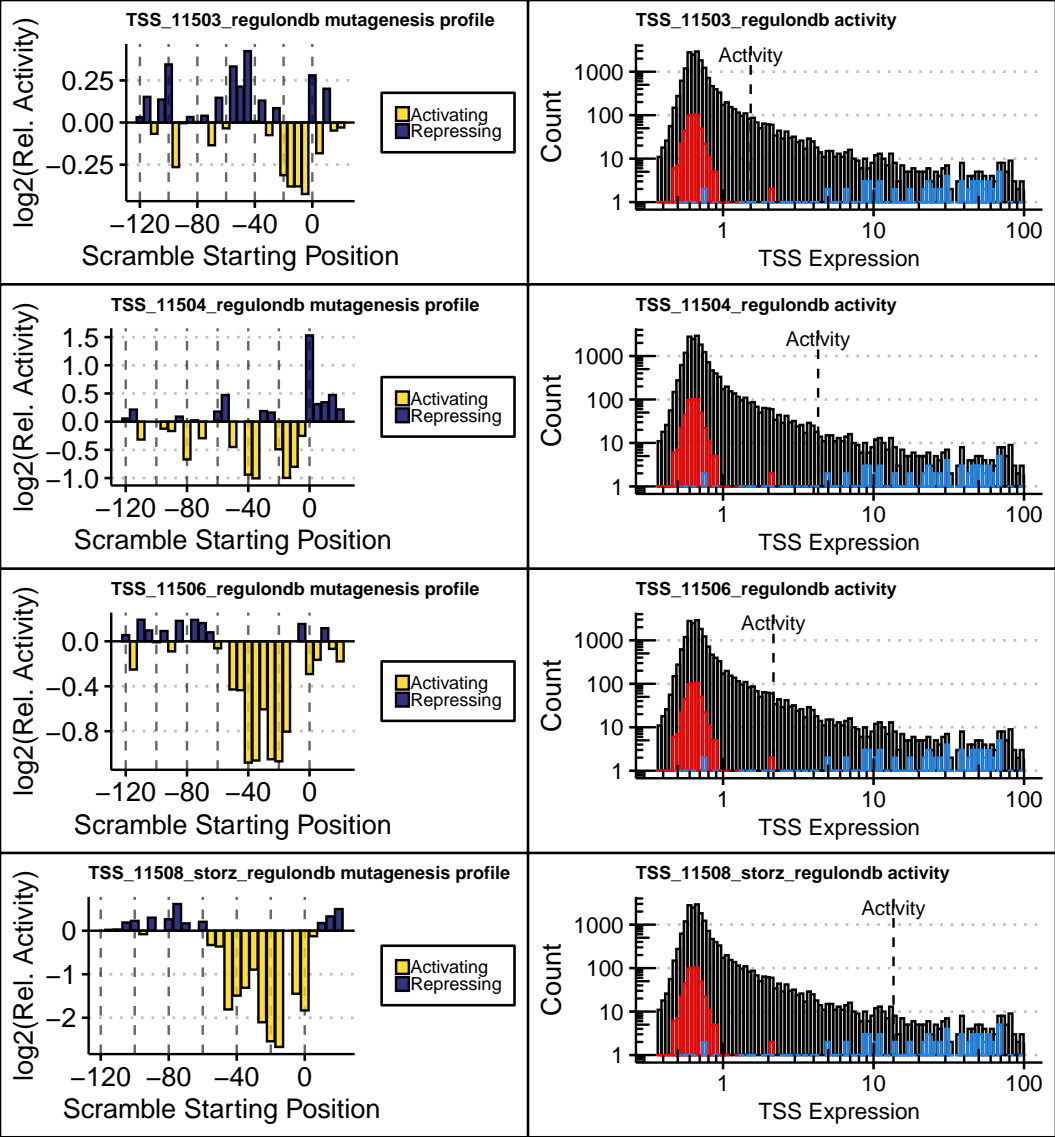 TSS_11503_regulondb mutagenesis profile
log2(Rel. Activity)
0.25
0.00
−0.25
−120
−80
−40
0
Scramble Starting Position
Activating
Repressing
TSS_11503_regulondb activity
Count
1000
100
10
1
Activity
1
10
100
TSS Expression
TSS_11504_regulondb mutagenesis profile
log2(Rel. Activity)
1.5
1.0
0.5
0.0
−0.5
−1.0
−120
−80
−40
0
Scramble Starting Position
Activating
Repressing
TSS_11504_regulondb activity
Count
1000
100
10
1
Activity
1
10
100
TSS Expression
TSS_11506_regulondb mutagenesis profile
log2(Rel. Activity)
0.0
−0.4
−0.8
−120
−80
−40
0
Scramble Starting Position
Activating
Repressing
TSS_11506_regulondb activity
Count
1000
100
10
1
Activity
1
10
100
TSS Expression
TSS_11508_storz_regulondb mutagenesis profile
log2(Rel. Activity)
0
−1
−2
−120
−80
−40
0
Scramble Starting Position
Activating
Repressing
TSS_11508_storz_regulondb activity
Count
1000
100
10
1
Activity
1
10
100
TSS Expression